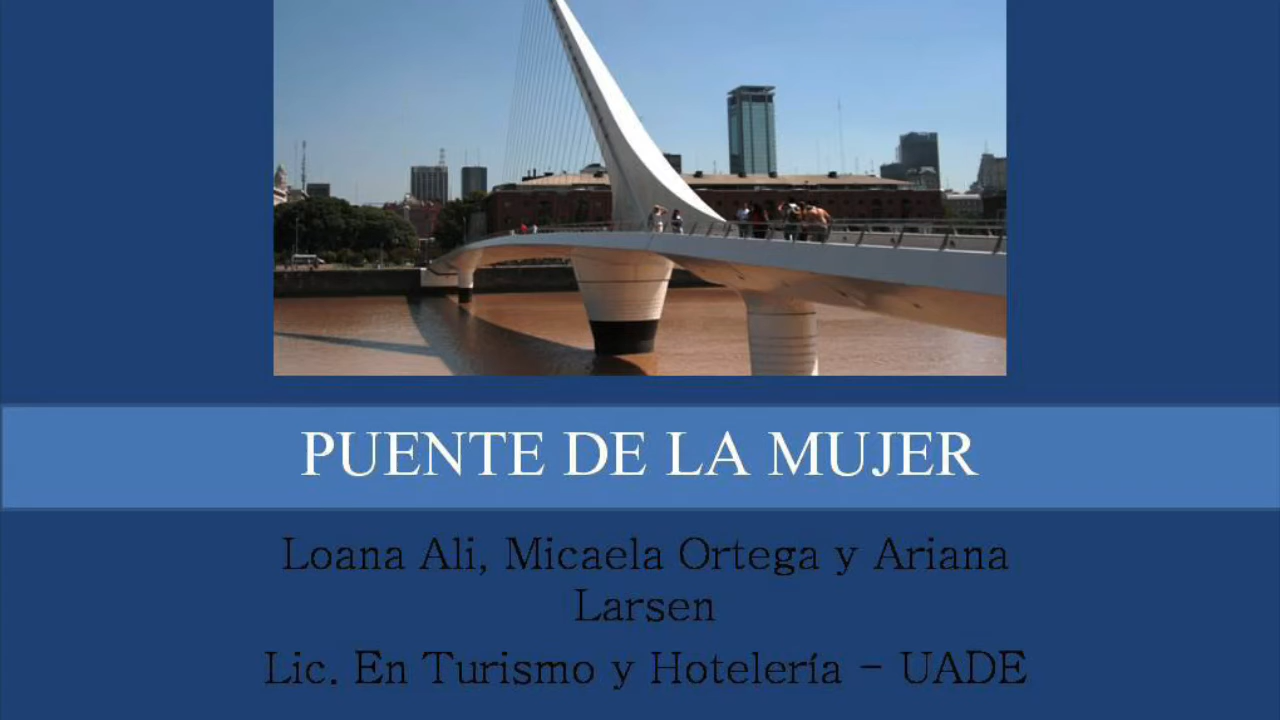 PUENTE DE LA MUJER
Loana Ali, Micaela Ortega y Ariana
Larsen
Lic. En Turismo y Hotelería - UADE